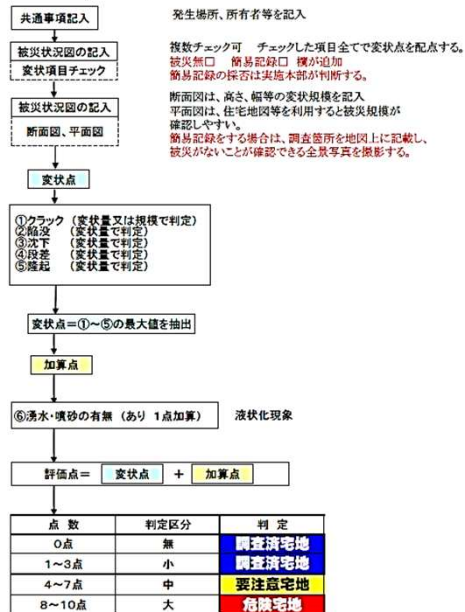 共通事項記入
発生場所、所有者等を記入
被災状況図の記入
変状項目チェック
複数チェック可　チェックした項目全てで変状点を配点する。
被災無□　簡易記録□　欄が追加
簡易記録の採否は実施本部が判断する。
被災状況図の記入
断面図、平面図
断面図は、高さ、幅等の変状規模を記入
平面図は、住宅地図等を利用すると被災規模が
確認しやすい。
簡易記録をする場合は、調査箇所を地図上に記載し、
被災がないことが確認できる全景写真を撮影する。
変状点
①クラック（変状量又は規模で判定）
②陥没　（変状量で判定）
③沈下　（変状量で判定）
④段差　（変状量で判定）
⑤隆起　（変状量で判定）
変状点＝①～⑤の最大値を抽出
加算点
⑥湧水・噴砂の有無（あり　1点加算）　液状化現象
評価点＝　変状点　＋　加算点
点　数　判定区分　判　定
0点　無　調査済宅地
1～3点　小　調査済宅地
4～7点　中　要注意宅地
8～10点　大　危険宅地